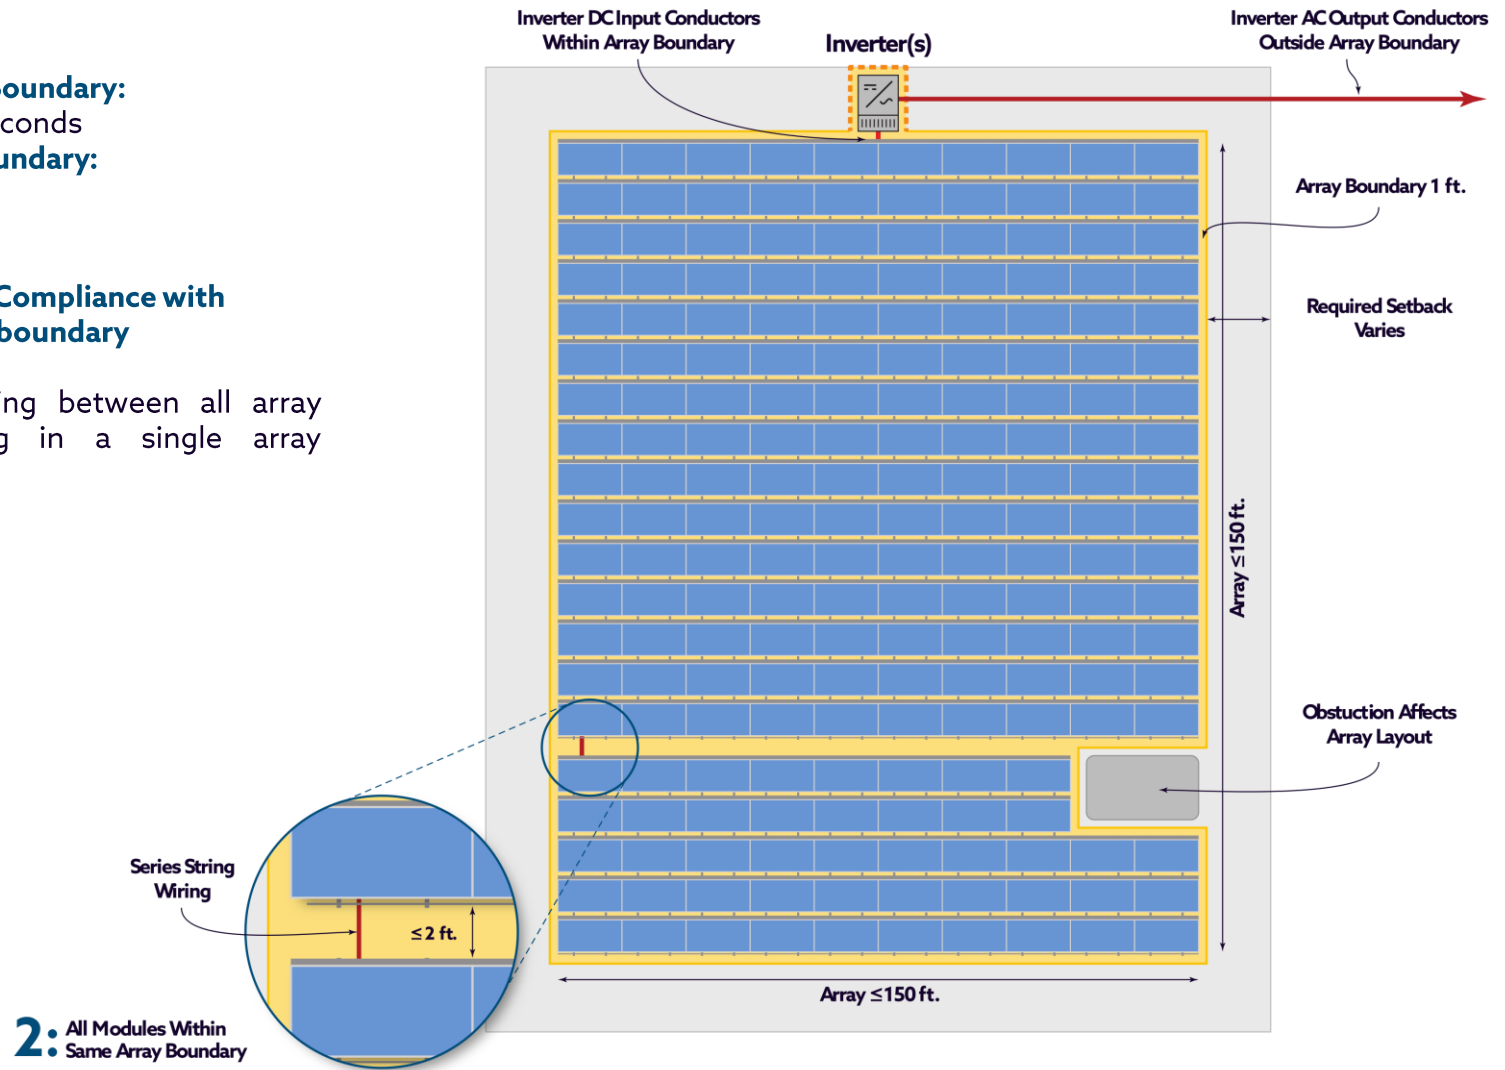 Inverter DC Input Conductors
Within Array Boundary
Inverter(s)
Inverter AC Output Conductors
Outside Array Boundary
oundary:
conds
undary:
Array Boundary 1 ft.
Compliance with
boundary
Required Setback
Varies
ng between all array
g in a single array
Array ≤150 ft.
Obstuction Affects
Array Layout
Series String
Wiring
≤ 2 ft.
Array ≤150 ft.
2: All Modules Within
Same Array Boundary